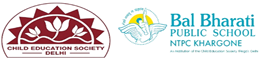 CHILD EDUCATION SOCIETY
DELHI
Bal Bharati
PUBLIC SCHOOL
NTPC KHARGONE